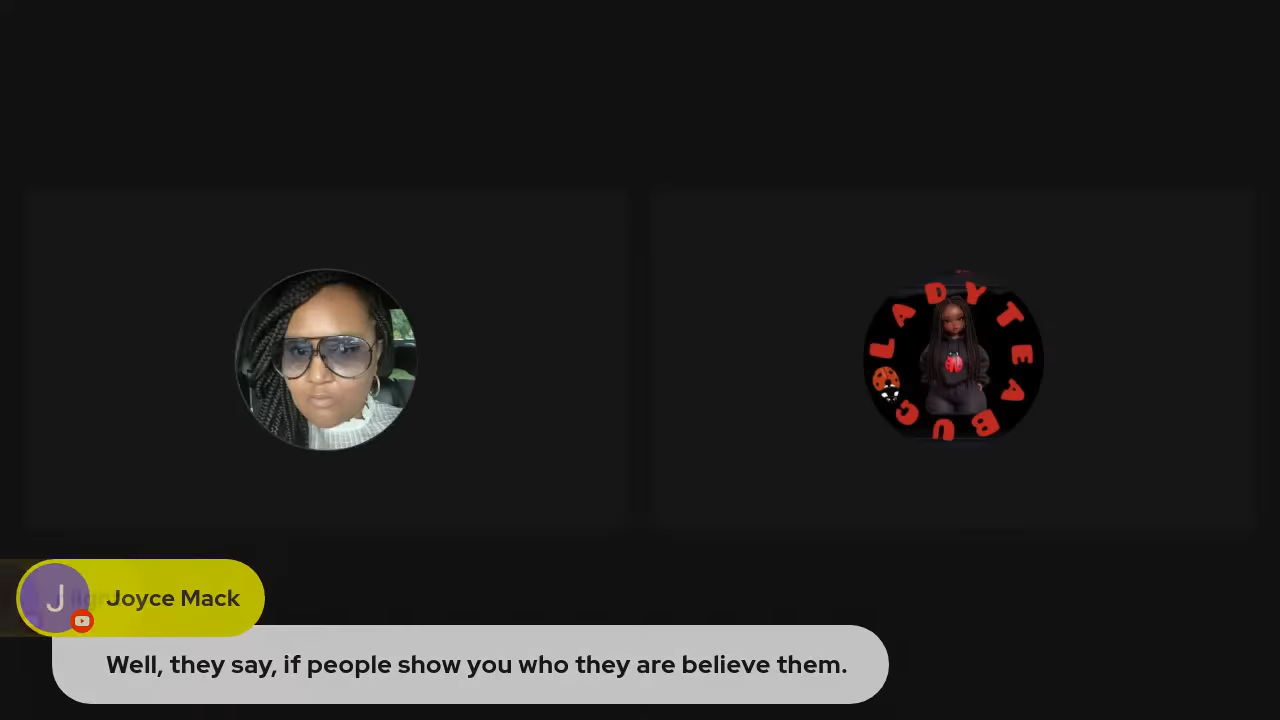 LADYTEABUG
J
Joyce Mack
Well, they say, if people show you who they are believe them.